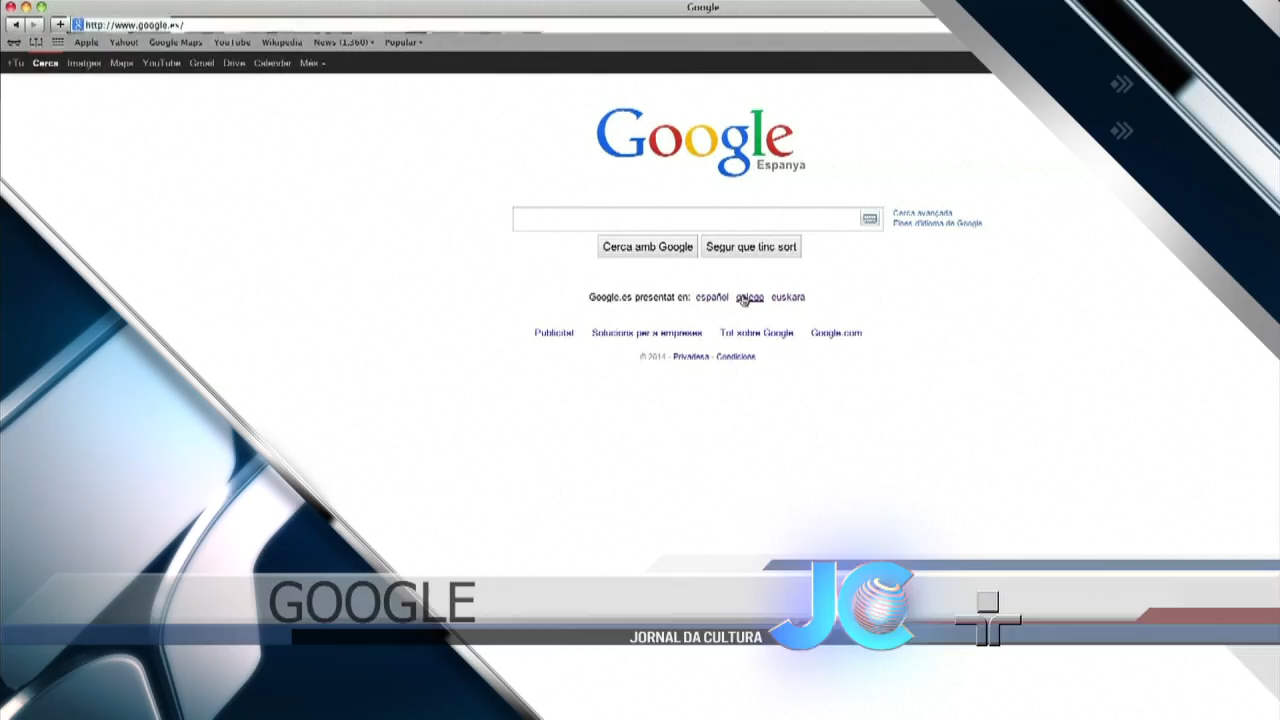 Google
http://www.google.es/
Apple Yahoo! Google Maps YouTube Wikipedia News (1,360) Popular
+Tu Cerca Imatges Maps YouTube Gmail Drive Calendar Més
Google
Espanya
Cerca avançada
Eines d'idioma de Google
Cerca amb Google Segur que tinc sort
Google.es presentat en: español galego euskara
Publicitat Solucions per a empreses Tot sobre Google Google.com
© 2014 - Privadesa - Condicions
GOOGLE
JORNAL DA CULTURA
JC